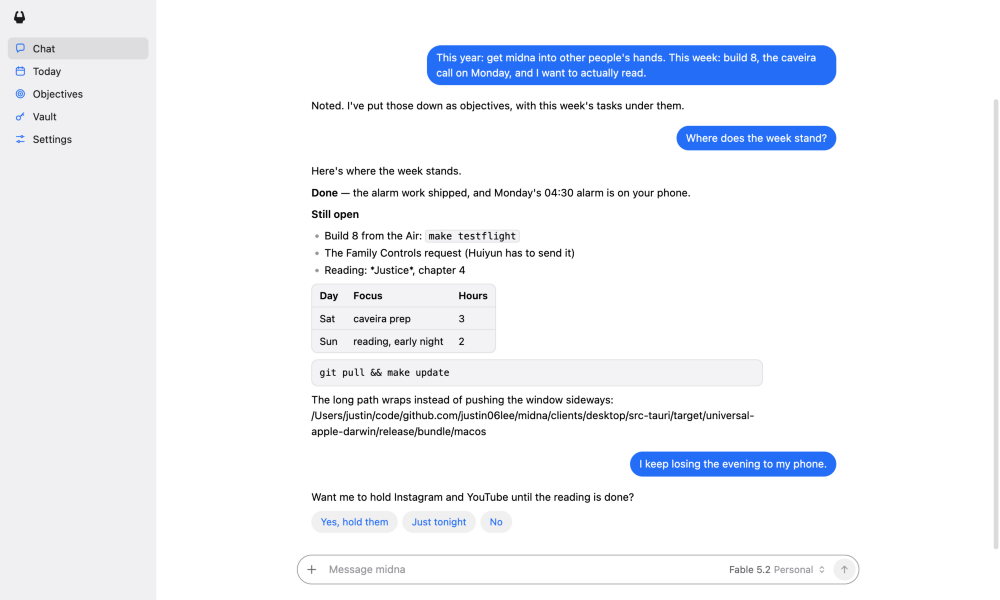 Chat
Today
Objectives
Vault
Settings
This year: get midna into other people's hands. This week: build 8, the caveira
call on Monday, and I want to actually read.
Noted. I've put those down as objectives, with this week's tasks under them.
Where does the week stand?
Here's where the week stands.
Done — the alarm work shipped, and Monday's 04:30 alarm is on your phone.
Still open
• Build 8 from the Air: make testflight
• The Family Controls request (Huiyun has to send it)
• Reading: *Justice*, chapter 4
Day Focus Hours
Sat caveira prep 3
Sun reading, early night 2
git pull && make update
The long path wraps instead of pushing the window sideways:
/Users/justin/code/github.com/justin06lee/midna/clients/desktop/src-tauri/target/universal-
apple-darwin/release/bundle/macos
I keep losing the evening to my phone.
Want me to hold Instagram and YouTube until the reading is done?
Yes, hold them Just tonight No
Message midna Fable 5.2 Personal